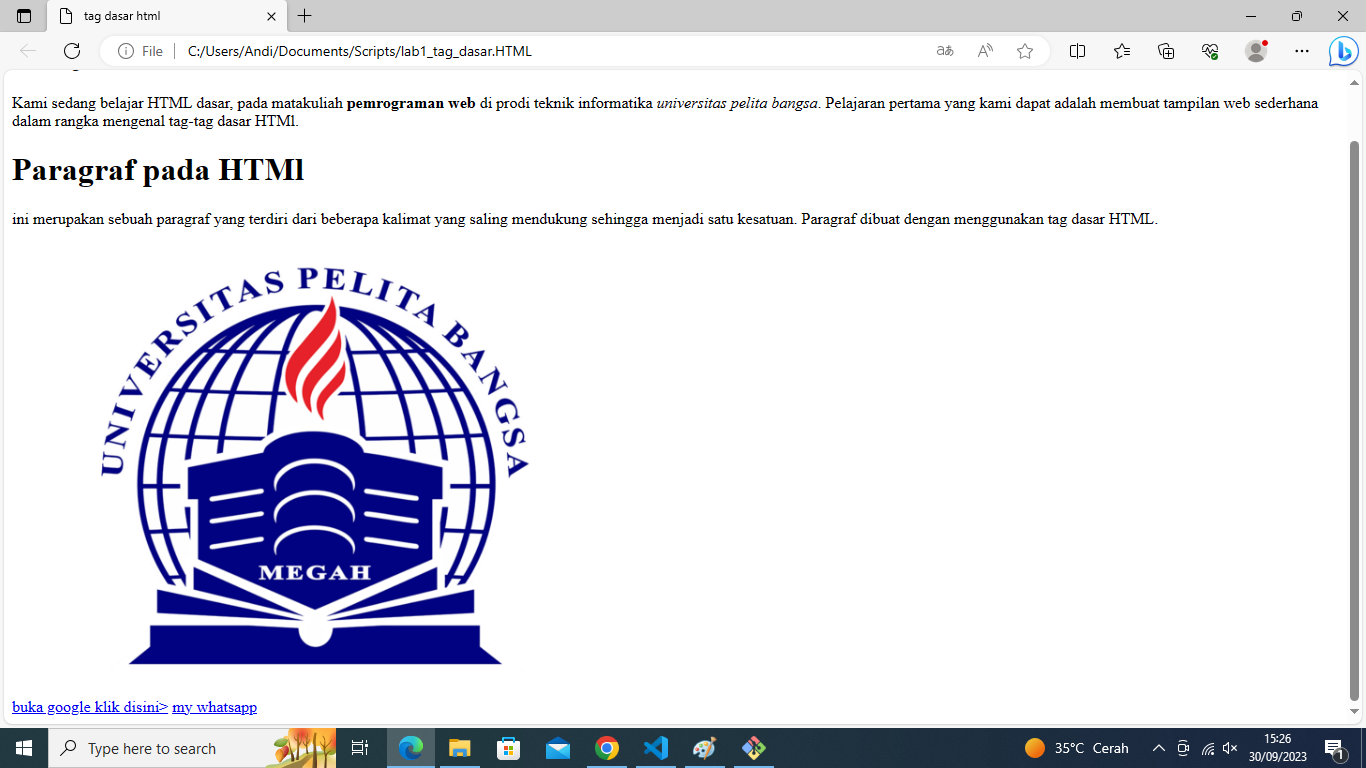 tag dasar html
File
C:/Users/Andi/Documents/Scripts/lab1_tag_dasar.HTML
Kami sedang belajar HTML dasar, pada matakuliah pemrograman web di prodi teknik informatika universitas pelita bangsa. Pelajaran pertama yang kami dapat adalah membuat tampilan web sederhana
dalam rangka mengenal tag-tag dasar HTMl.
Paragraf pada HTMl
ini merupakan sebuah paragraf yang terdiri dari beberapa kalimat yang saling mendukung sehingga menjadi satu kesatuan. Paragraf dibuat dengan menggunakan tag dasar HTML.
UNIVERSITAS PELITA BANGSA
MEGAH
buka google klik disini> my whatsapp
Type here to search
35°C Cerah
15:26
30/09/2023
1